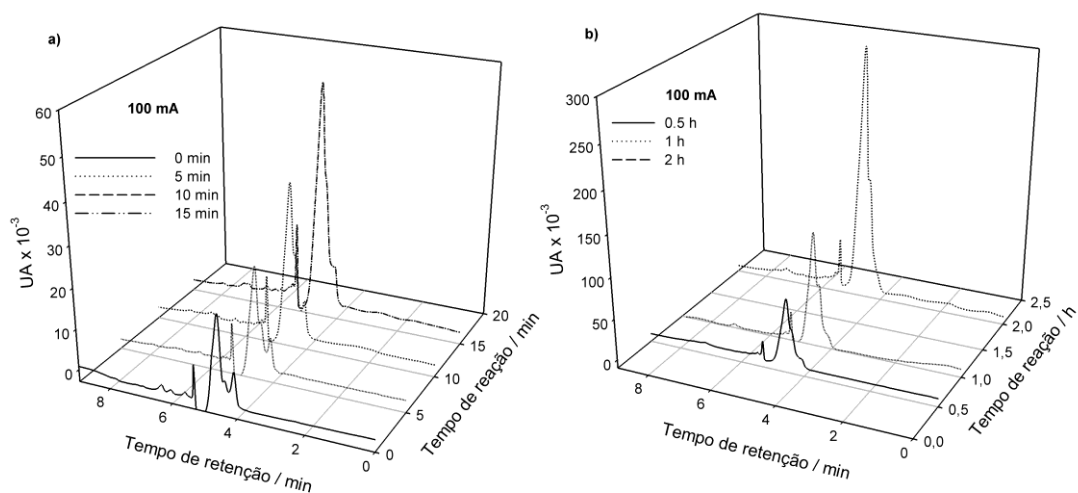 a)
100 mA
0 min
5 min
10 min
15 min
UA x 10⁻³
60
50
40
30
20
10
0
8
6
4
2
0
Tempo de retenção / min
0
5
10
15
20
Tempo de reação / min
b)
100 mA
0.5 h
1 h
2 h
UA x 10⁻³
300
250
200
150
100
50
0
8
6
4
2
0
Tempo de retenção / min
0,0
0,5
1,0
1,5
2,0
2,5
Tempo de reação / h